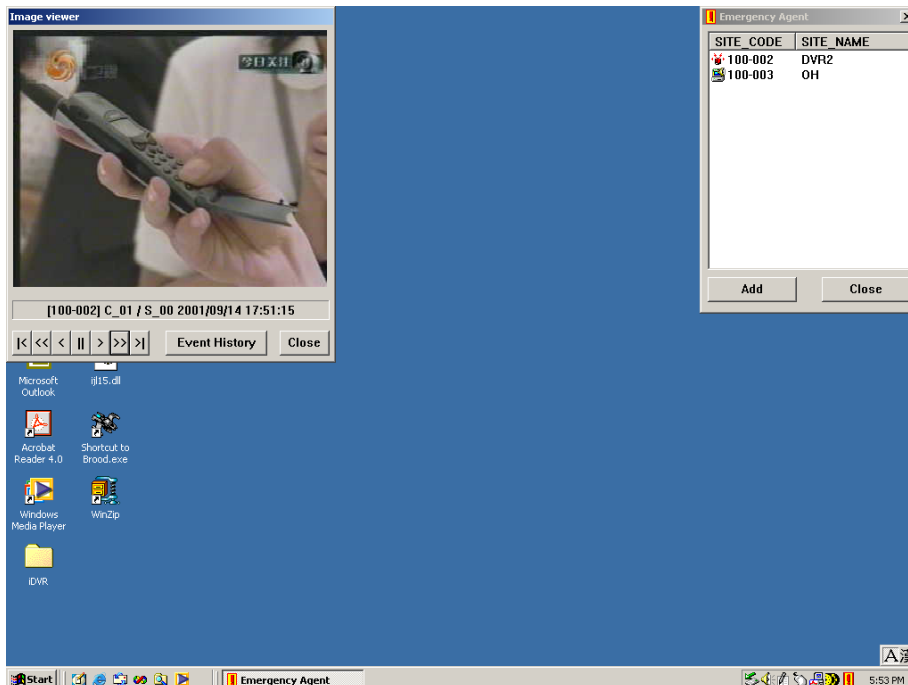 Image viewer
今日关注
[100-002] C_01 / S_00 2001/09/14 17:51:15
|< << < || > >> >|
Event History
Close
Emergency Agent
SITE_CODE SITE_NAME
100-002 DVR2
100-003 OH
Add
Close
Microsoft Outlook
ijl15.dll
Acrobat Reader 4.0
Shortcut to Brood.exe
Windows Media Player
WinZip
iDVR
Start
Emergency Agent
5:53 PM